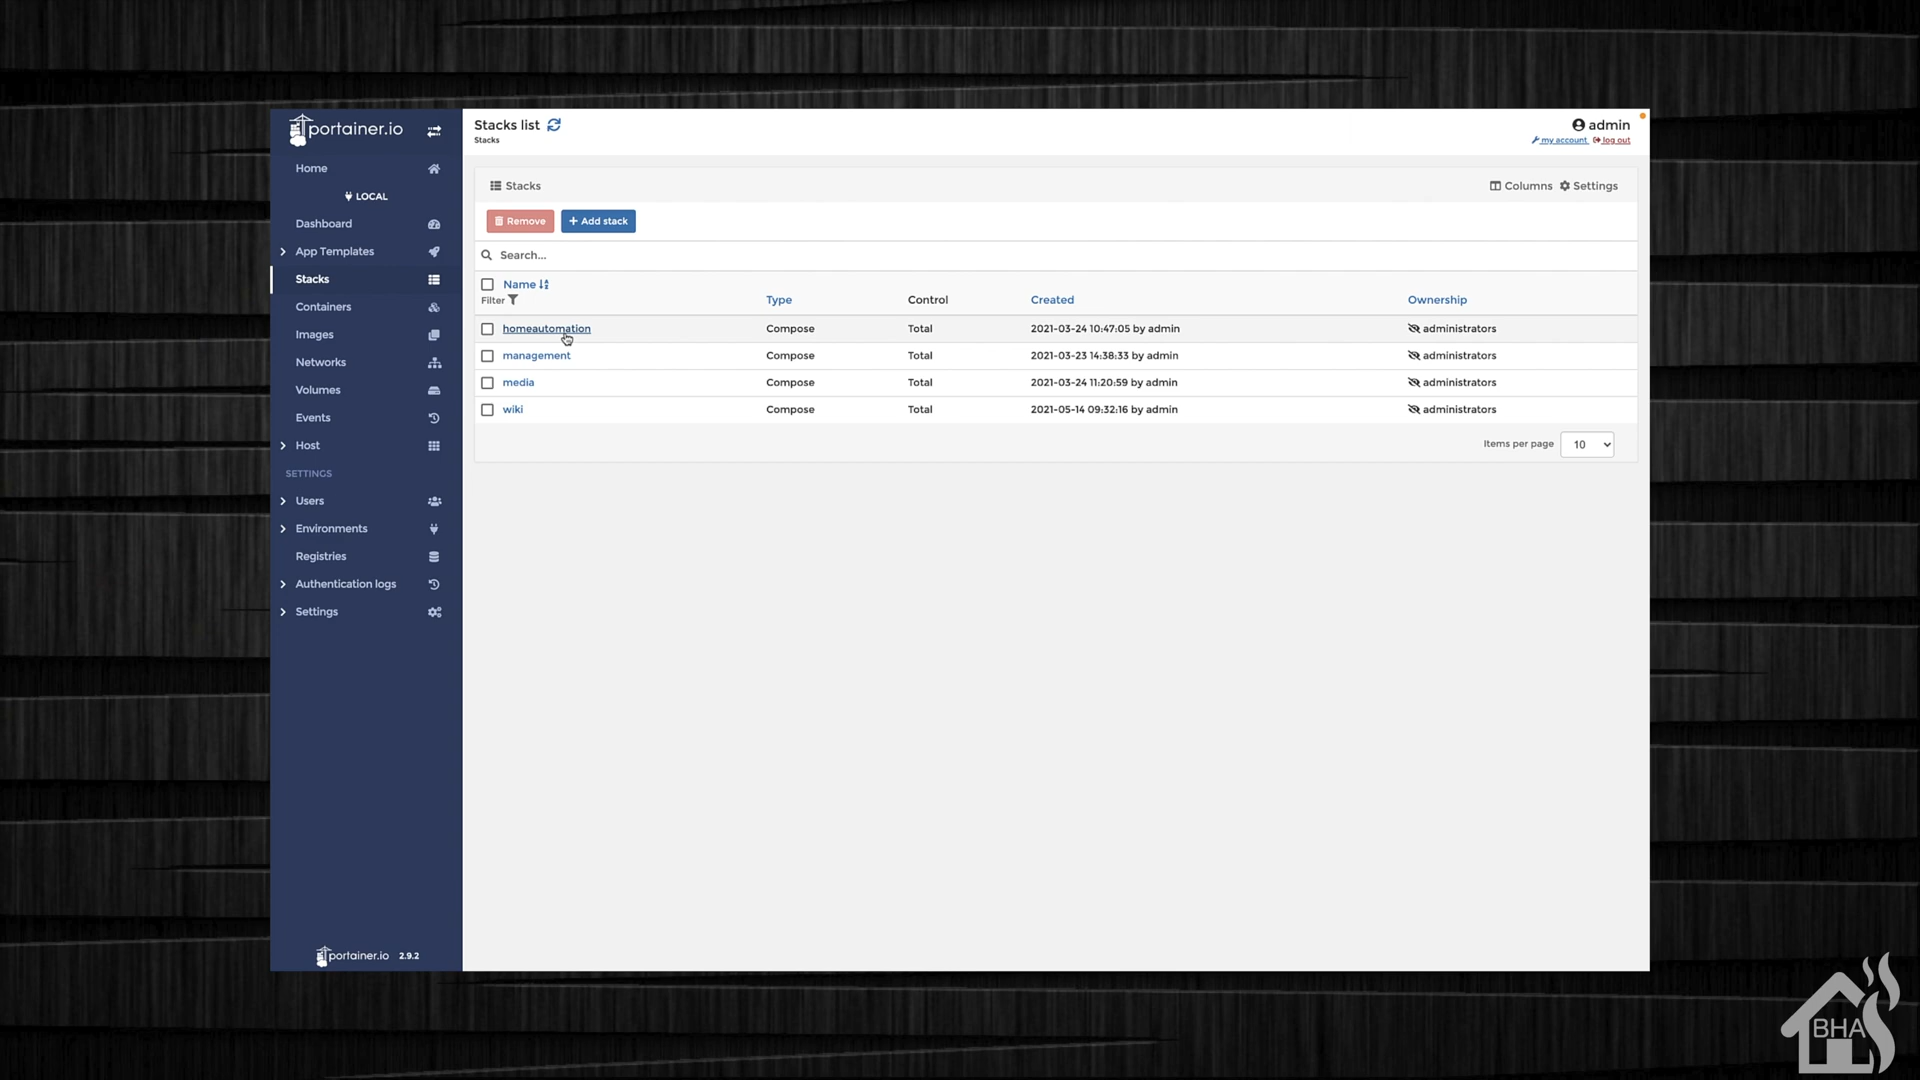 portainer.io
Home
LOCAL
Dashboard
App Templates
Stacks
Containers
Images
Networks
Volumes
Events
Host
SETTINGS
Users
Environments
Registries
Authentication logs
Settings
portainer.io 2.9.2
Stacks list
Stacks
admin
my account log out
Stacks
Columns Settings
Remove + Add stack
Search...
Name
Filter Type Control Created Ownership
homeautomation Compose Total 2021-03-24 10:47:05 by admin administrators
management Compose Total 2021-03-23 14:38:33 by admin administrators
media Compose Total 2021-03-24 11:20:59 by admin administrators
wiki Compose Total 2021-05-14 09:32:16 by admin administrators
Items per page 10
BHA